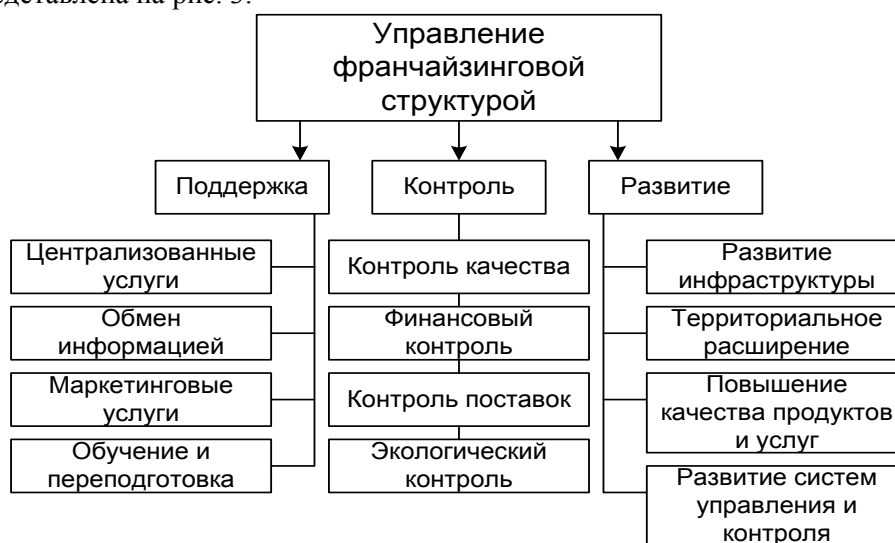 представлена на рис. 3.
Управление
франчайзинговой
структурой
Поддержка
Контроль
Развитие
Централизованные
услуги
Обмен
информацией
Маркетинговые
услуги
Обучение и
переподготовка
Контроль качества
Финансовый
контроль
Контроль поставок
Экологический
контроль
Развитие
инфраструктуры
Территориальное
расширение
Повышение
качества продуктов
и услуг
Развитие систем
управления и
контроля